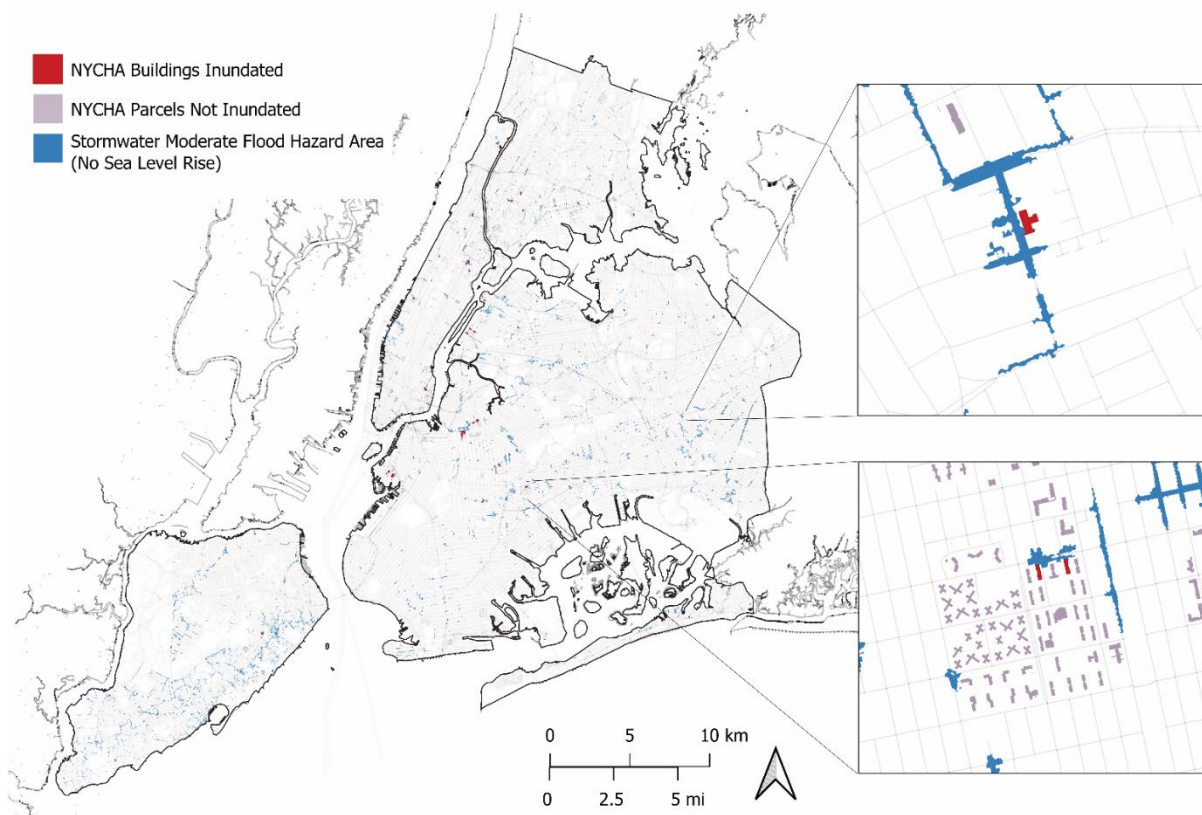 NYCHA Buildings Inundated
NYCHA Parcels Not Inundated
Stormwater Moderate Flood Hazard Area
(No Sea Level Rise)
0 5 10 km
0 2.5 5 mi